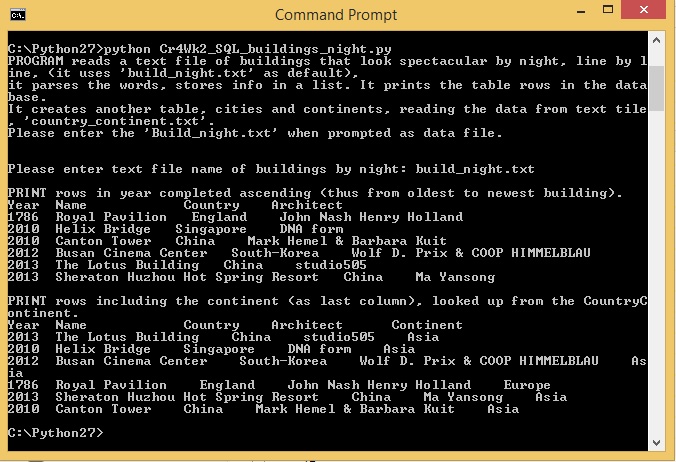 Command Prompt
C:\Python27>python Cr4Wk2_SQL_buildings_night.py
PROGRAM reads a text file of buildings that look spectacular by night, line by l
ine, (it uses 'build_night.txt' as default),
it parses the words, stores info in a list. It prints the table rows in the data
base.
It creates another table, cities and continents, reading the data from text tile
, 'country_continent.txt'.
Please enter the 'Build_night.txt' when prompted as data file.
Please enter text file name of buildings by night: build_night.txt
PRINT rows in year completed ascending (thus from oldest to newest building).
Year  Name            Country    Architect
1786  Royal Pavilion   England    John Nash Henry Holland
2010  Helix Bridge   Singapore    DNA form
2010  Canton Tower   China    Mark Hemel & Barbara Kuit
2012  Busan Cinema Center   South-Korea    Wolf D. Prix & COOP HIMMELBLAU
2013  The Lotus Building   China    studio505
2013  Sheraton Huzhou Hot Spring Resort   China    Ma Yansong
PRINT rows including the continent (as last column), looked up from the CountryC
ontinent.
Year  Name            Country    Architect      Continent
2013  The Lotus Building    China    studio505    Asia
2010  Helix Bridge    Singapore    DNA form    Asia
2012  Busan Cinema Center    South-Korea    Wolf D. Prix & COOP HIMMELBLAU    As
ia
1786  Royal Pavilion    England    John Nash Henry Holland    Europe
2013  Sheraton Huzhou Hot Spring Resort    China    Ma Yansong    Asia
2010  Canton Tower    China    Mark Hemel & Barbara Kuit    Asia
C:\Python27>